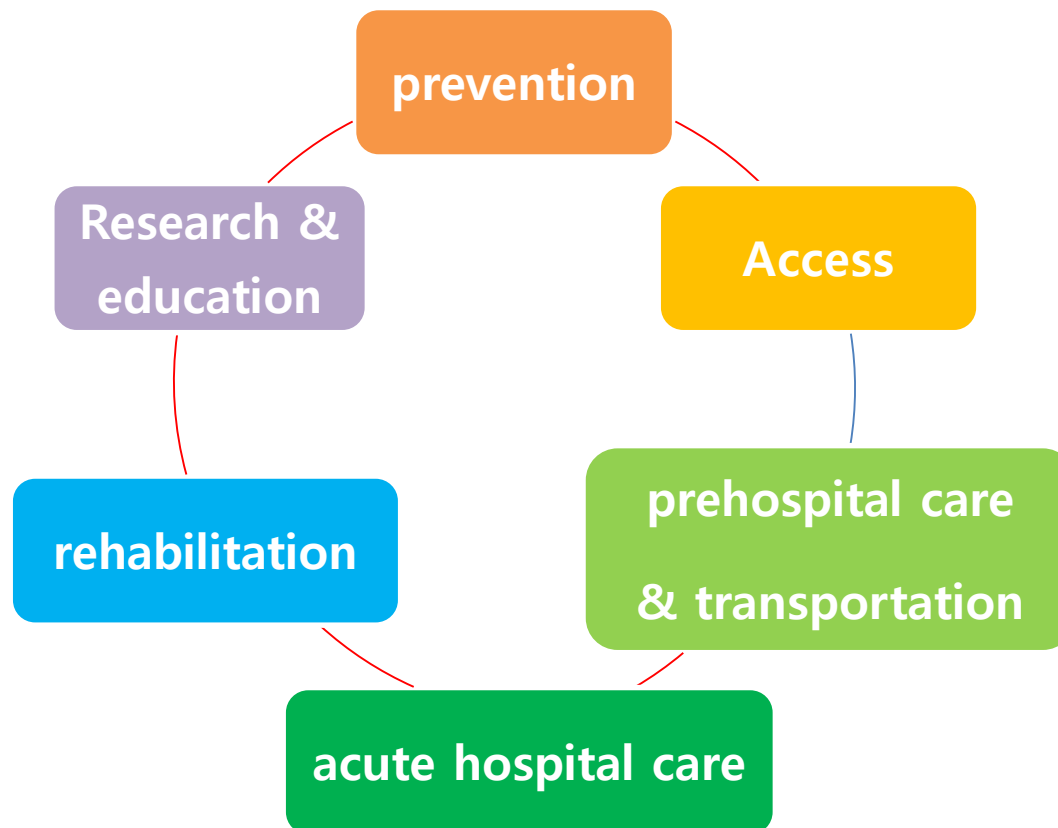 prevention
Access
prehospital care
& transportation
acute hospital care
rehabilitation
Research &
education